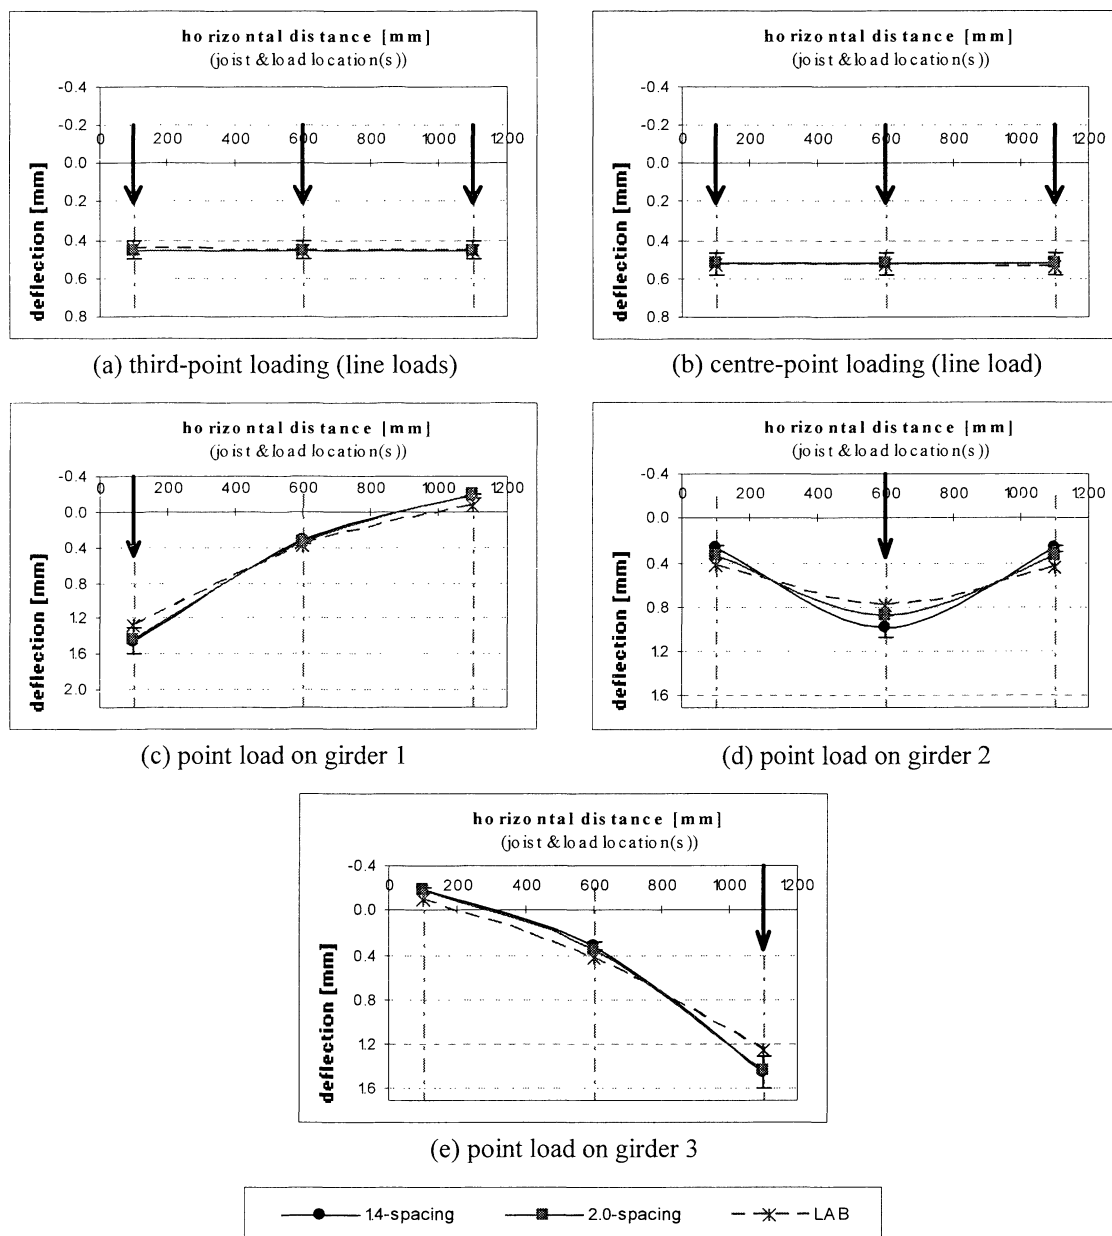 horizontal distance [mm]
(joist & load location(s))
-0.4
0 200 400 600 800 1000 1200
-0.2
0.0
0.2
0.4
0.6
0.8
deflection [mm]
(a) third-point loading (line loads)
horizontal distance [mm]
(joist & load location(s))
-0.4
0 200 400 600 800 1000 1200
-0.2
0.0
0.2
0.4
0.6
0.8
deflection [mm]
(b) centre-point loading (line load)
horizontal distance [mm]
(joist & load location(s))
-0.4
0 200 400 600 800 1000 1200
0.0
0.4
0.8
1.2
1.6
2.0
deflection [mm]
(c) point load on girder 1
horizontal distance [mm]
(joist & load location(s))
-0.4
0 200 400 600 800 1000 1200
0.0
0.4
0.8
1.2
1.6
deflection [mm]
(d) point load on girder 2
horizontal distance [mm]
(joist & load location(s))
-0.4
0 200 400 600 800 1000 1200
0.0
0.4
0.8
1.2
1.6
deflection [mm]
(e) point load on girder 3
1.4-spacing 2.0-spacing LAB